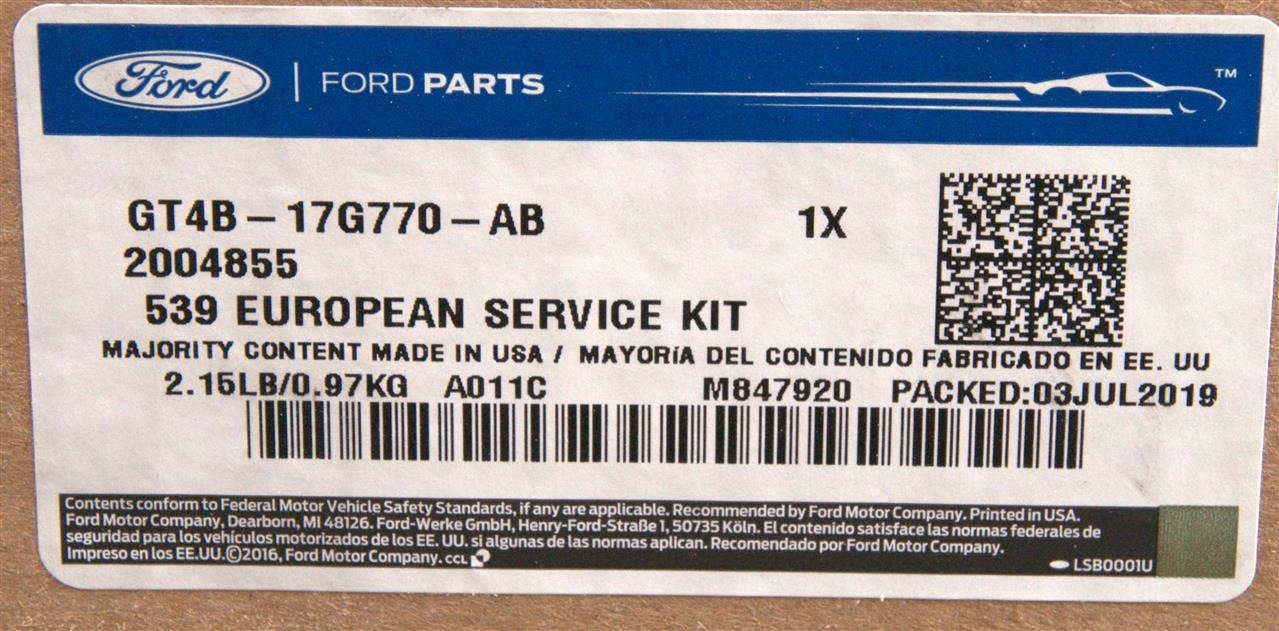 Ford | FORD PARTS ™
GT4B-17G770-AB 1X
2004855
539 EUROPEAN SERVICE KIT
MAJORITY CONTENT MADE IN USA / MAYORíA DEL CONTENIDO FABRICADO EN EE. UU
2.15LB/0.97KG A011C M847920 PACKED:03JUL2019
Contents conform to Federal Motor Vehicle Safety Standards, if any are applicable. Recommended by Ford Motor Company. Printed in USA.
Ford Motor Company, Dearborn, MI 48126. Ford-Werke GmbH, Henry-Ford-Straße 1, 50735 Köln. El contenido satisface las normas federales de
seguridad para los vehículos motorizados de los EE. UU. si algunas de las normas aplican. Recomendado por Ford Motor Company.
Impreso en los EE.UU.©2016, Ford Motor Company. CCL
LSB0001U